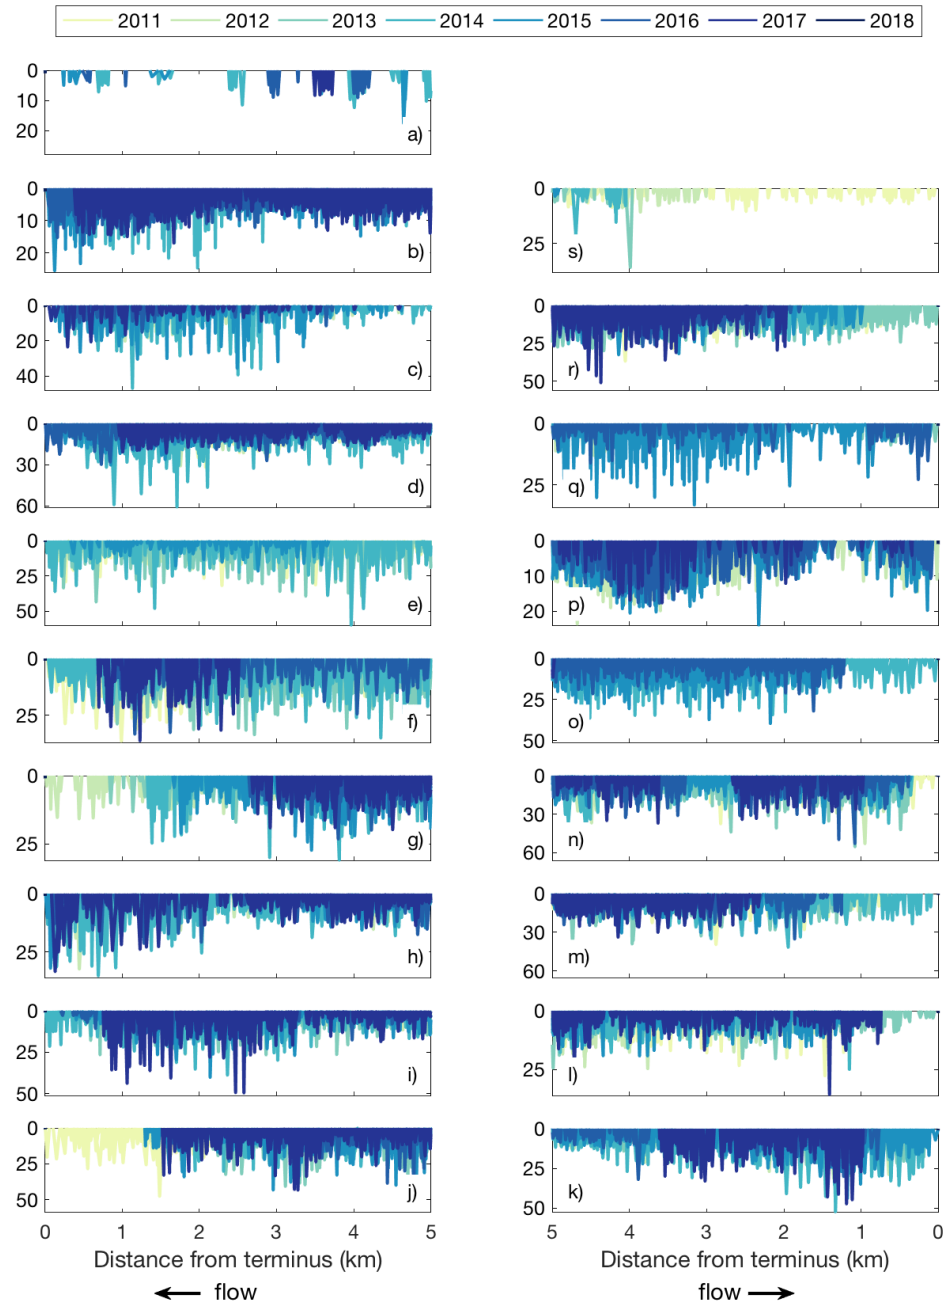 2011 2012 2013 2014 2015 2016 2017 2018
0
10
20
a)
0
10
20
b)
0
25
s)
0
20
40
c)
0
25
50
r)
0
30
60
d)
0
25
q)
0
25
50
e)
0
10
20
p)
0
25
f)
0
25
50
o)
0
25
g)
0
30
60
n)
0
25
h)
0
30
60
m)
0
25
50
i)
0
25
l)
0
25
50
j)
0
25
50
k)
0 1 2 3 4 5
5 4 3 2 1 0
Distance from terminus (km)
Distance from terminus (km)
flow
flow